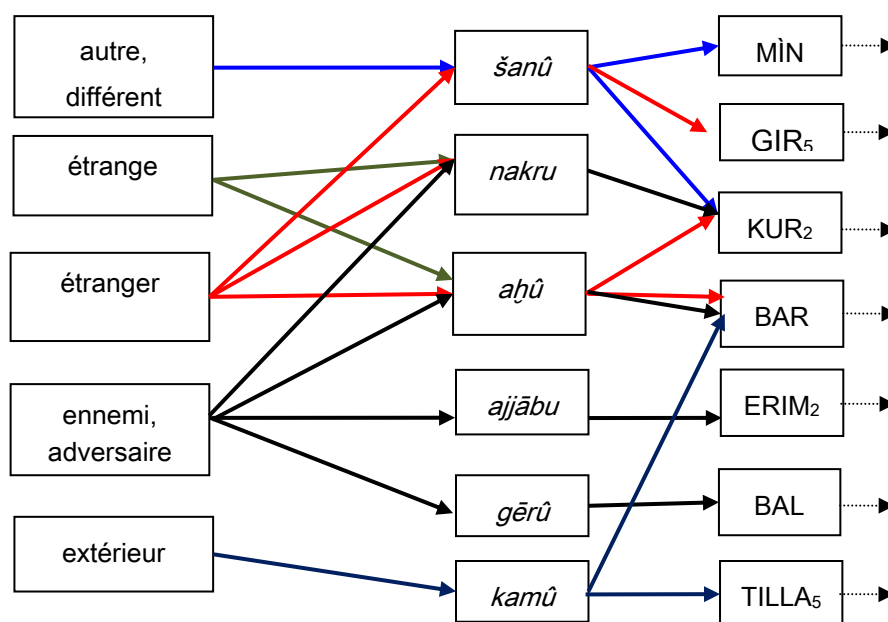 autre,
différent
étrange
étranger
ennemi,
adversaire
extérieur
šanû
nakru
aḫû
ajjābu
gērû
kamû
MÌN
GIR₅
KUR₂
BAR
ERIM₂
BAL
TILLA₅